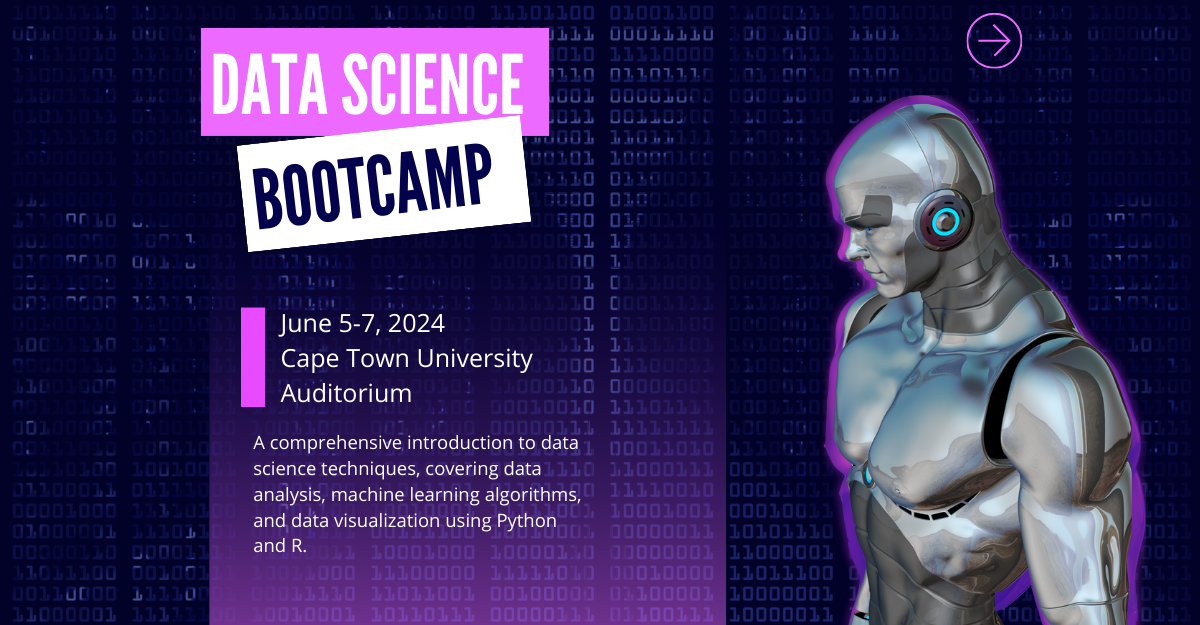 DATA SCIENCE
BOOTCAMP
June 5-7, 2024
Cape Town University
Auditorium
A comprehensive introduction to data
science techniques, covering data
analysis, machine learning algorithms,
and data visualization using Python
and R.